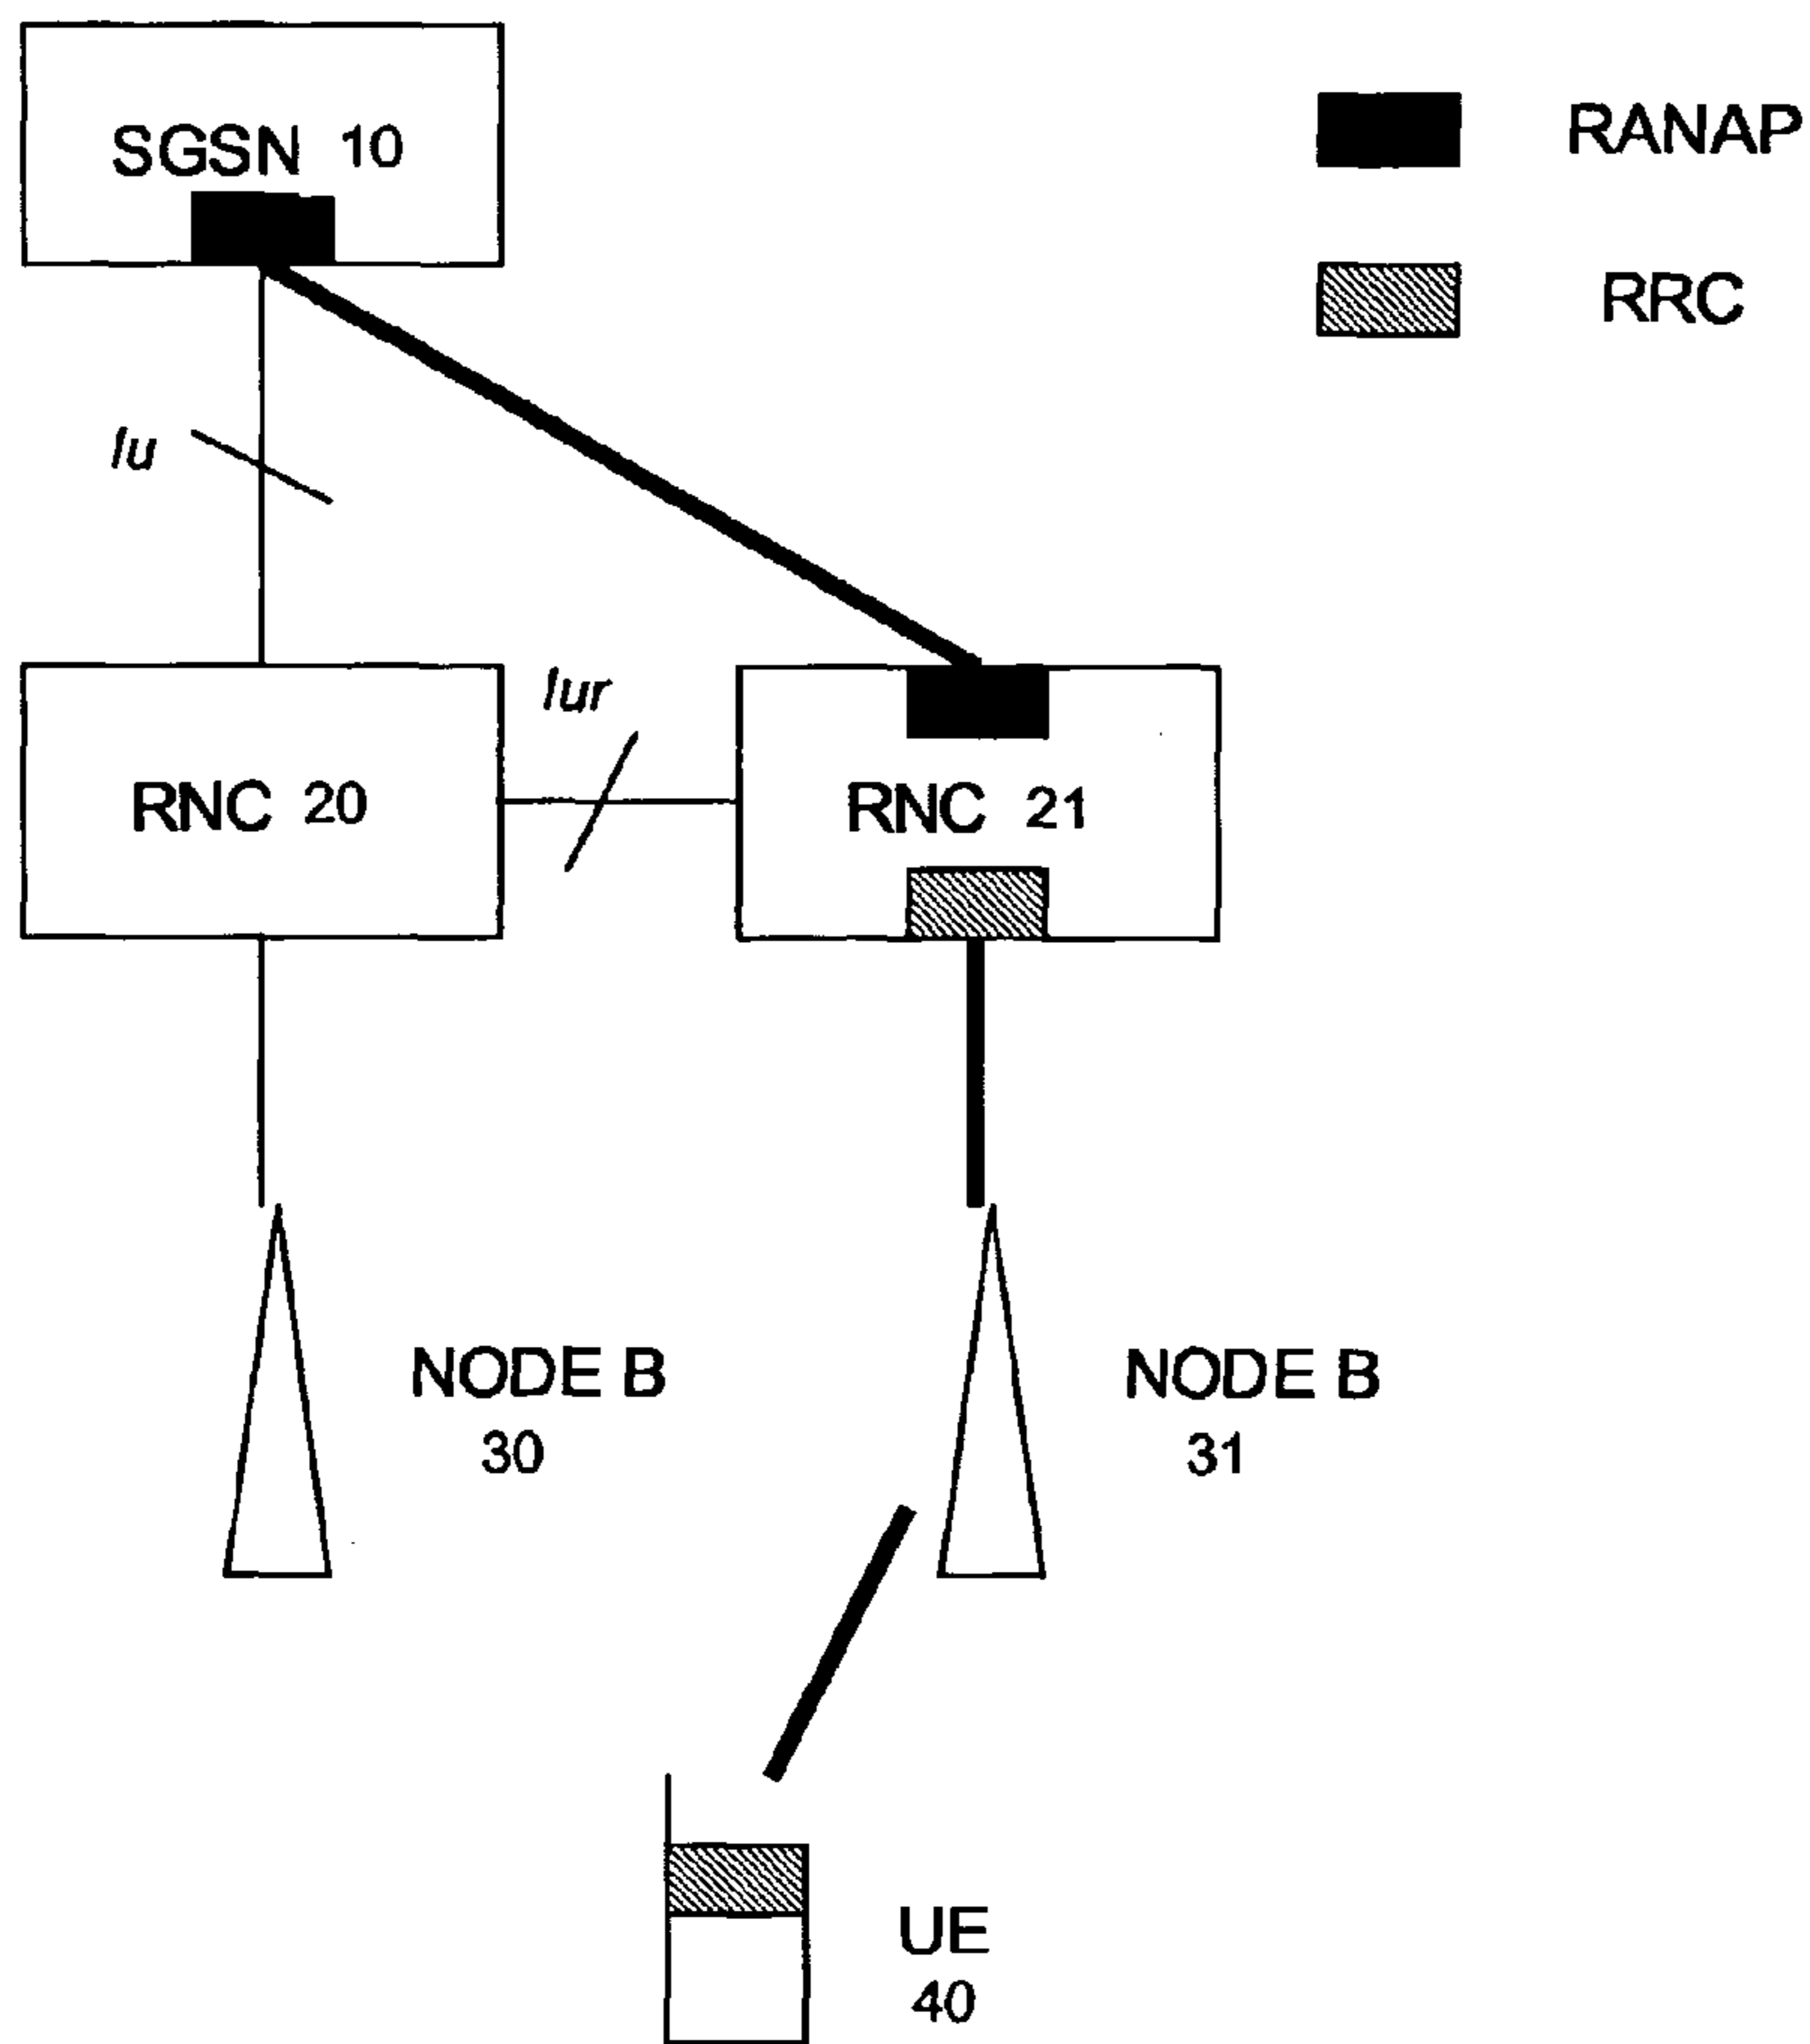 SGSN 10
RANAP
RRC
Iu
Iur
RNC 20
RNC 21
NODE B
30
NODE B
31
UE
40